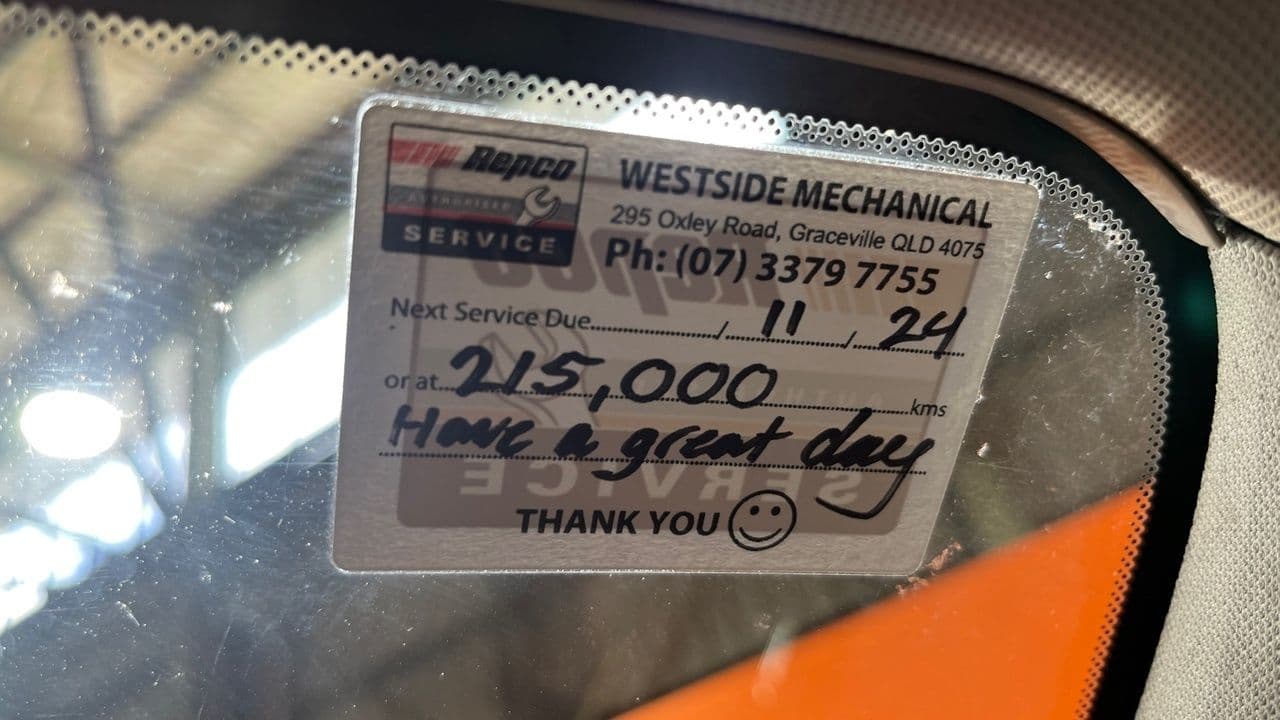 Repco
AUTHORISED
SERVICE
WESTSIDE MECHANICAL
295 Oxley Road, Graceville QLD 4075
Ph: (07) 3379 7755
Next Service Due........../ 11 / 24
or at 215,000 kms
Have a great day
THANK YOU